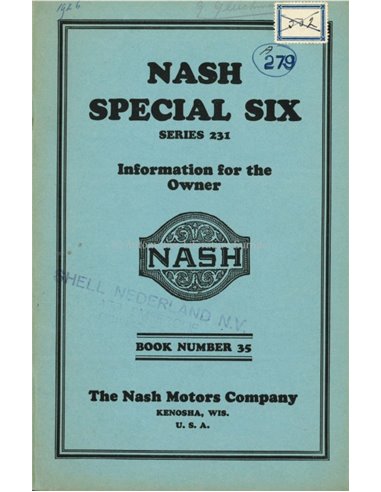 1926
A
279
NASH
SPECIAL SIX
SERIES 231
Information for the
Owner
NASH
SHELL NEDERLAND N.V.
BOOK NUMBER 35
The Nash Motors Company
KENOSHA, WIS.
U. S. A.